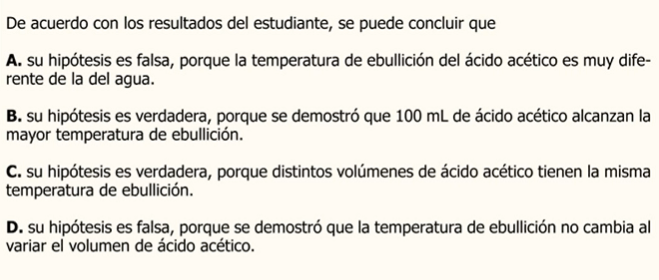 De acuerdo con los resultados del estudiante, se puede concluir que
A. su hipótesis es falsa, porque la temperatura de ebullición del ácido acético es muy dife-
rente de la del agua.
B. su hipótesis es verdadera, porque se demostró que 100 mL de ácido acético alcanzan la
mayor temperatura de ebullición.
C. su hipótesis es verdadera, porque distintos volúmenes de ácido acético tienen la misma
temperatura de ebullición.
D. su hipótesis es falsa, porque se demostró que la temperatura de ebullición no cambia al
variar el volumen de ácido acético.